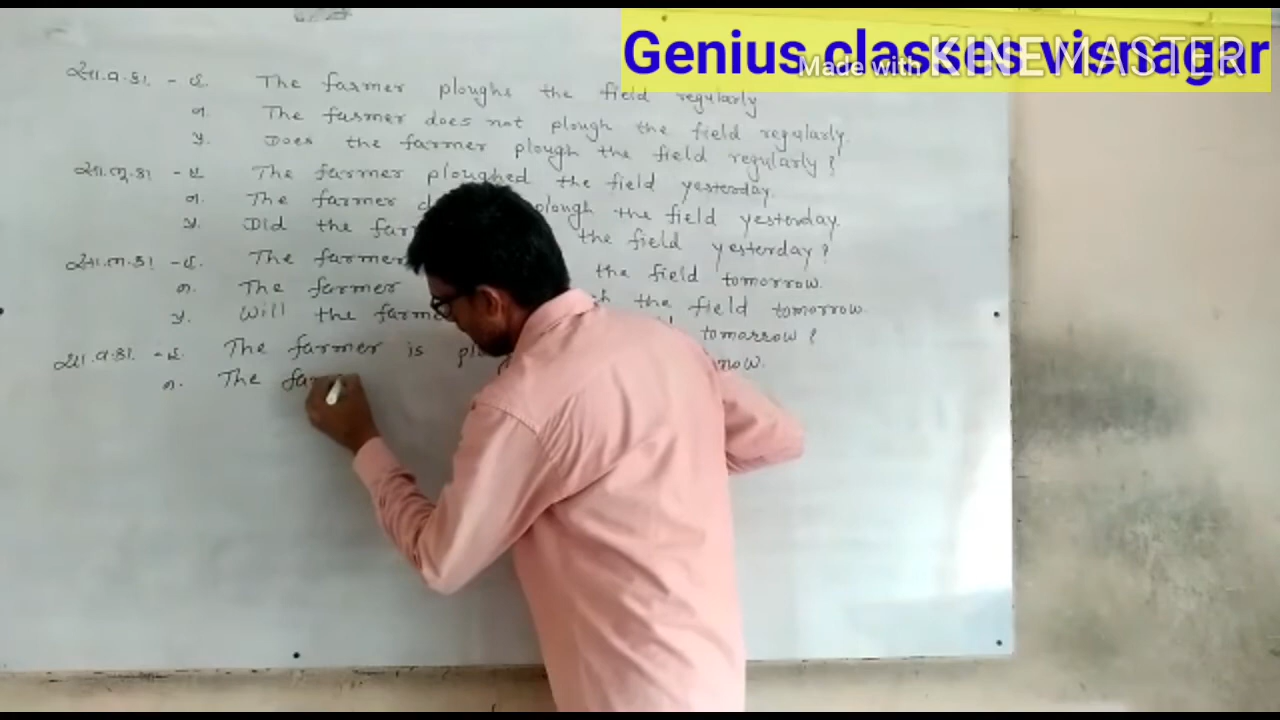 Genius classes visnagar
Made with KINEMASTER
સા.વ.કા. - હ. The farmer ploughs the field regularly
ન. The farmer does not plough the field regularly.
પ્ર. Does the farmer plough the field regularly?
સા.ભૂ.કા - હ. The farmer ploughed the field yesterday.
ન. The farmer plough the field yesterday.
પ્ર. Did the the field yesterday?
સા.ભ.કા - હ. The farmer the field tomorrow.
ન. The farmer the field tomorrow.
પ્ર. Will the tomorrow?
ચા.વ.કા. - હ. The farmer is now.
ન. The